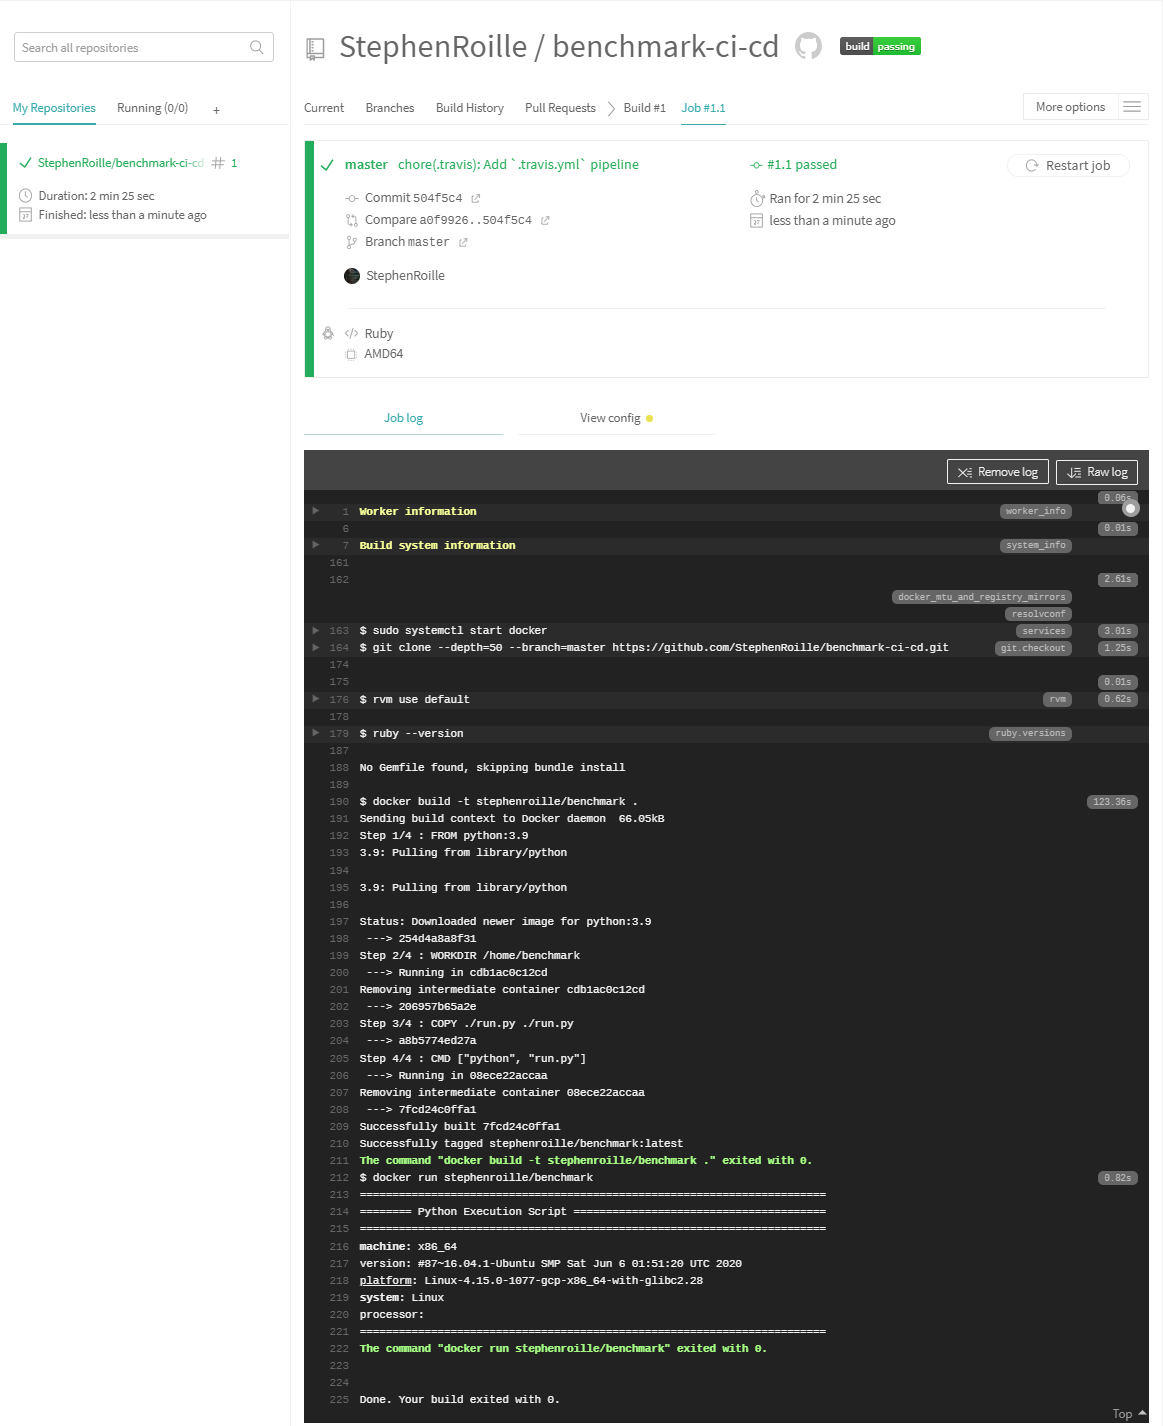 Search all repositories
StephenRoille / benchmark-ci-cd
build passing
My Repositories Running (0/0) +
Current Branches Build History Pull Requests Build #1 Job #1.1
More options
StephenRoille/benchmark-ci-cd # 1
Duration: 2 min 25 sec
Finished: less than a minute ago
master chore(.travis): Add `.travis.yml` pipeline
#1.1 passed
Restart job
Commit 504f5c4
Ran for 2 min 25 sec
Compare a0f9926..504f5c4
less than a minute ago
Branch master
StephenRoille
Ruby
AMD64
Job log View config
Remove log Raw log
0.06s
1 Worker information worker_info
6 0.01s
7 Build system information system_info
161
162 2.61s
docker_mtu_and_registry_mirrors
resolvconf
163 $ sudo systemctl start docker services 3.01s
164 $ git clone --depth=50 --branch=master https://github.com/StephenRoille/benchmark-ci-cd.git git.checkout 1.25s
174
175 0.01s
176 $ rvm use default rvm 0.62s
178
179 $ ruby --version ruby.versions
187
188 No Gemfile found, skipping bundle install
189
190 $ docker build -t stephenroille/benchmark . 123.36s
191 Sending build context to Docker daemon  66.05kB
192 Step 1/4 : FROM python:3.9
193 3.9: Pulling from library/python
194
195 3.9: Pulling from library/python
196
197 Status: Downloaded newer image for python:3.9
198  ---> 254d4a8a8f31
199 Step 2/4 : WORKDIR /home/benchmark
200  ---> Running in cdb1ac0c12cd
201 Removing intermediate container cdb1ac0c12cd
202  ---> 206957b65a2e
203 Step 3/4 : COPY ./run.py ./run.py
204  ---> a8b5774ed27a
205 Step 4/4 : CMD ["python", "run.py"]
206  ---> Running in 08ece22accaa
207 Removing intermediate container 08ece22accaa
208  ---> 7fcd24c0ffa1
209 Successfully built 7fcd24c0ffa1
210 Successfully tagged stephenroille/benchmark:latest
211 The command "docker build -t stephenroille/benchmark ." exited with 0.
212 $ docker run stephenroille/benchmark 0.82s
213 ========================================================================
214 ======== Python Execution Script =======================================
215 ========================================================================
216 machine: x86_64
217 version: #87~16.04.1-Ubuntu SMP Sat Jun 6 01:51:20 UTC 2020
218 platform: Linux-4.15.0-1077-gcp-x86_64-with-glibc2.28
219 system: Linux
220 processor:
221 ========================================================================
222 The command "docker run stephenroille/benchmark" exited with 0.
223
224
225 Done. Your build exited with 0.
Top